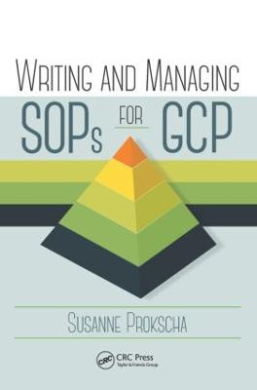 WRITING AND MANAGING
SOPs FOR GCP
SUSANNE PROKSCHA
CRC Press
Taylor & Francis Group